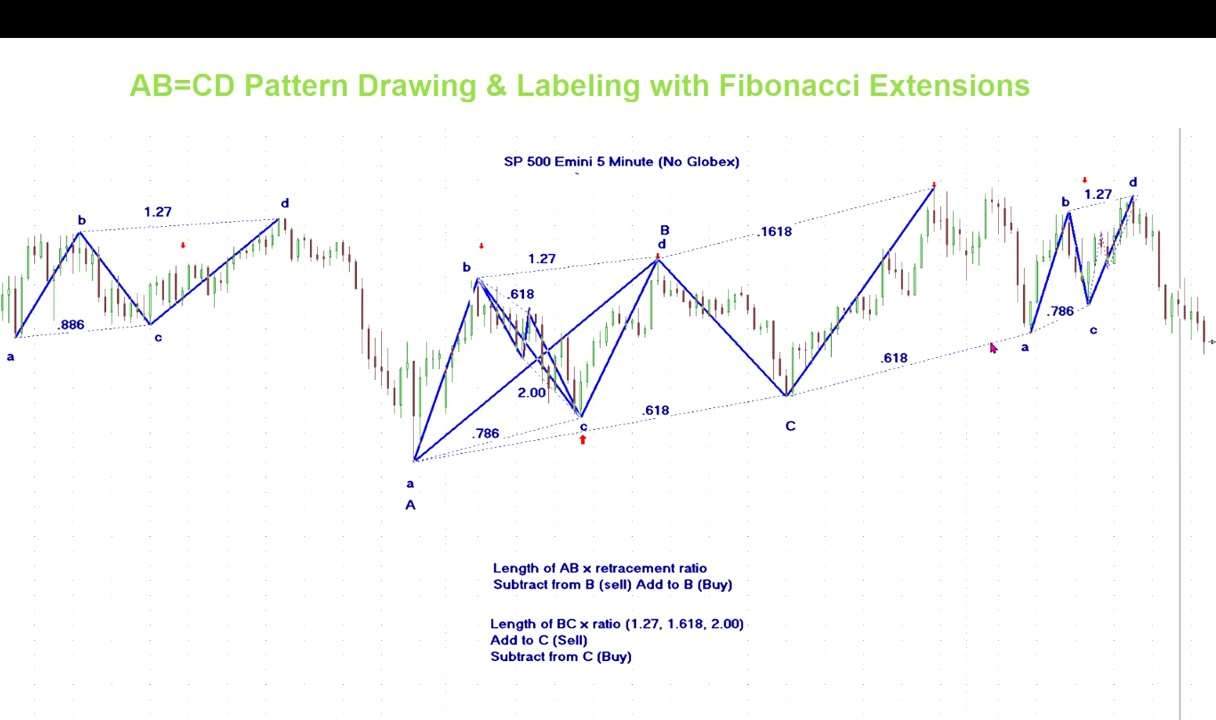 AB=CD Pattern Drawing & Labeling with Fibonacci Extensions
SP 500 Emini 5 Minute (No Globex)
b
1.27
d
.886
a
c
b
1.27
.618
B
d
.1618
2.00
.786
c
.618
C
a
A
.618
b
1.27
d
.786
a
c
Length of AB x retracement ratio
Subtract from B (sell) Add to B (Buy)
Length of BC x ratio (1.27, 1.618, 2.00)
Add to C (Sell)
Subtract from C (Buy)